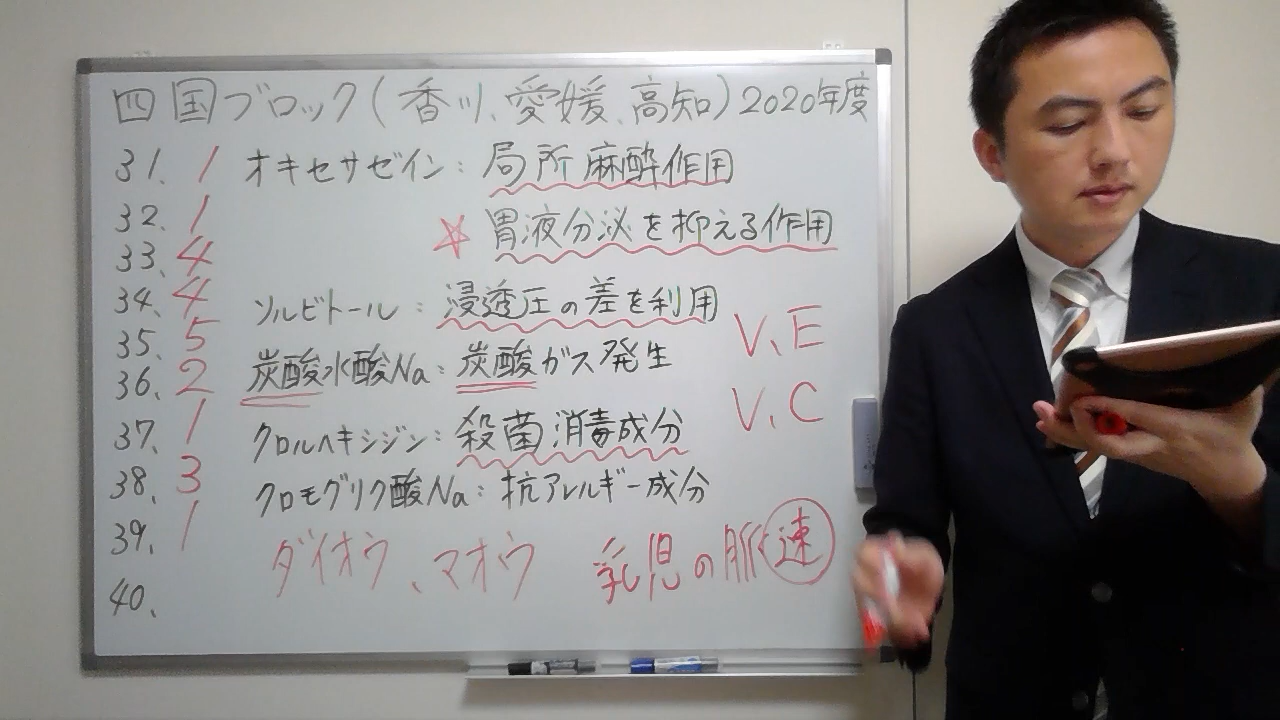 四国ブロック(香川、愛媛、高知)2020年度
31. 1 オキセサゼイン:局所麻酔作用
32. 1 ☆胃液分泌を抑える作用
33. 4
34. 4 ソルビトール:浸透圧の差を利用
V、E
35. 5
36. 2 炭酸水酸Na:炭酸ガス発生
V、C
37. 1 クロルヘキシジン:殺菌消毒成分
38. 3 クロモグリク酸Na:抗アレルギー成分
39. 1 ダイオウ、マオウ 乳児の脈 速
40.